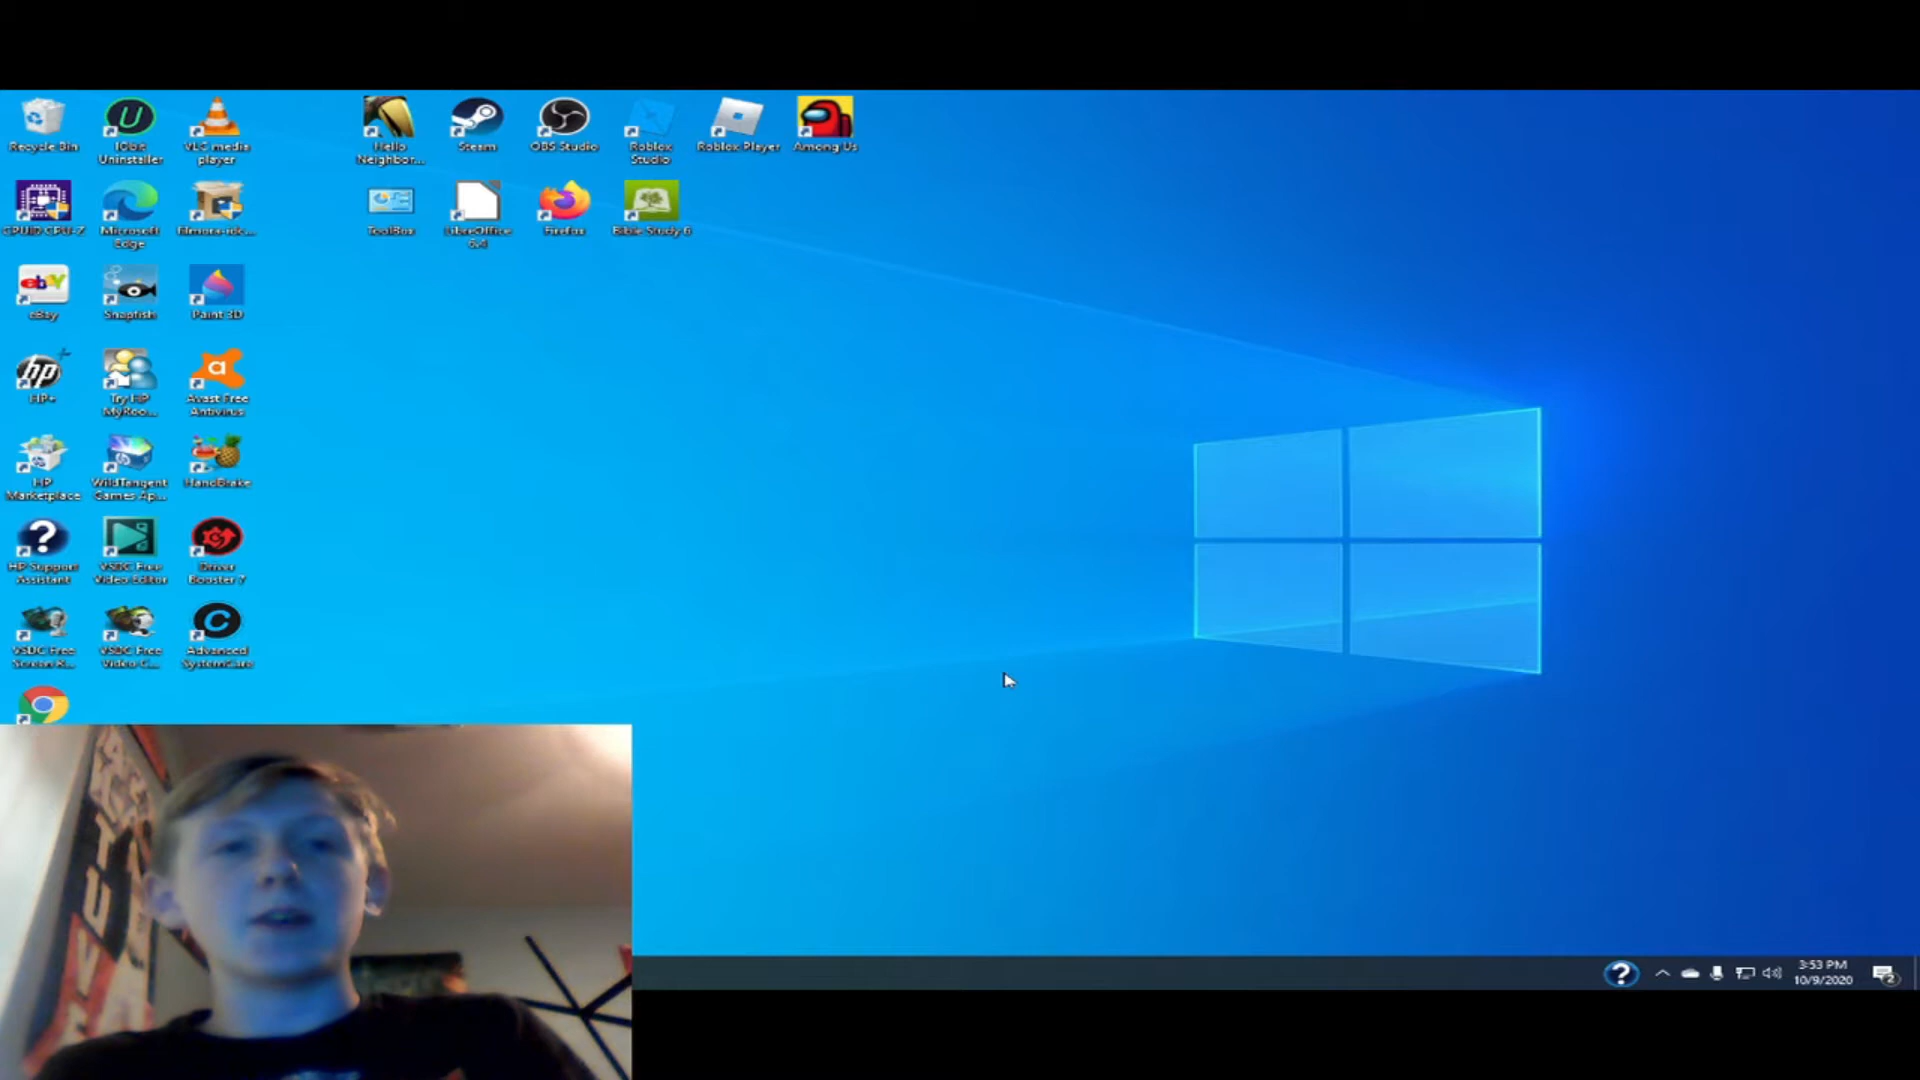 Recycle Bin
IObit
Uninstaller
VLC media
player
Hello
Neighbor...
Steam
OBS Studio
Roblox
Studio
Roblox Player
Among Us
CPUID CPU-Z
Microsoft
Edge
ToolBox
LibreOffice
6.4
Firefox
Bible Study 6
ebay
eBay
Snapfish
Paint 3D
hp
HP+
Try HP
MyRoo...
Avast Free
Antivirus
HP
Marketplace
WildTangent
Games Ap...
HandBrake
HP Support
Assistant
VSDC Free
Video Editor
Driver
Booster 7
VSDC Free
Screen R...
VSDC Free
Video C...
Advanced
SystemCare
3:53 PM
10/9/2020
2